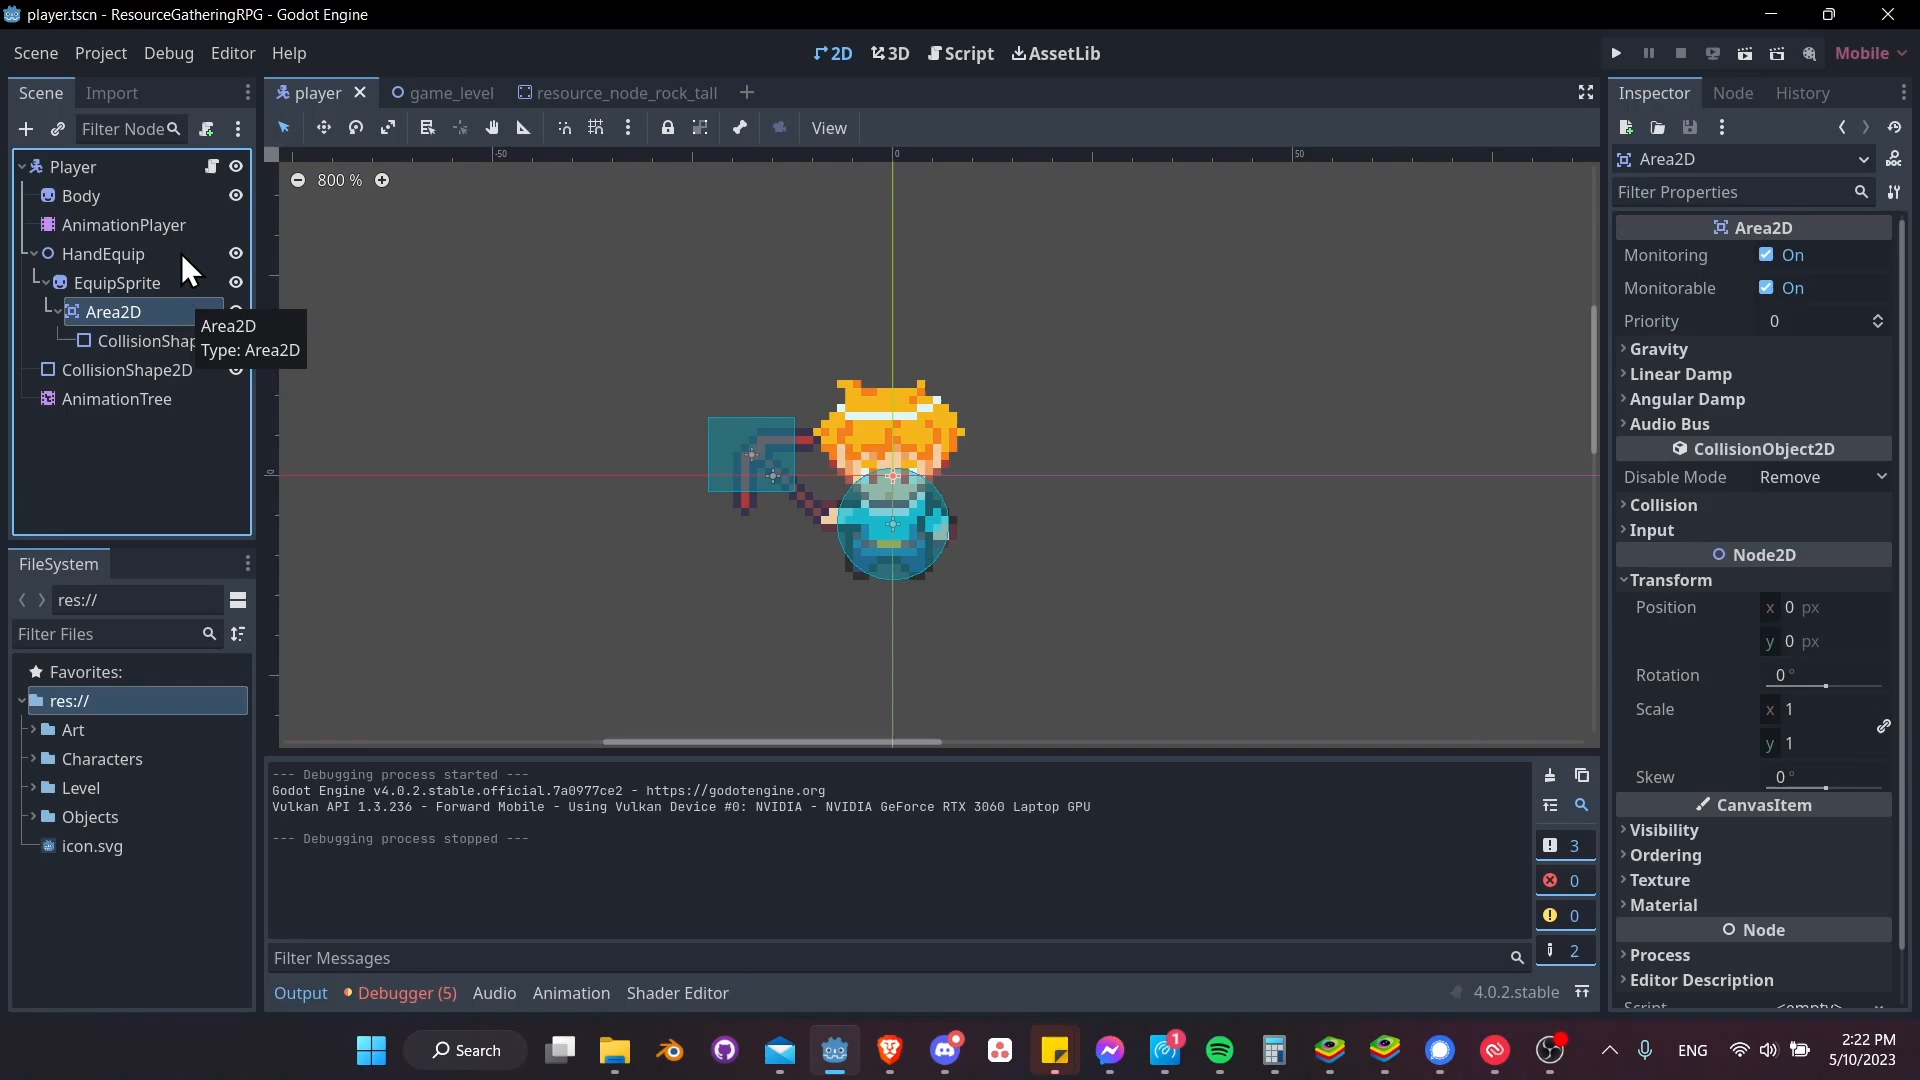 player.tscn - ResourceGatheringRPG - Godot Engine
Scene Project Debug Editor Help
2D 3D Script AssetLib
Mobile
Scene Import
player game_level resource_node_rock_tall
Inspector Node History
Filter Node
View
Area2D
Filter Properties
Player
Body
AnimationPlayer
HandEquip
EquipSprite
Area2D
CollisionShap
CollisionShape2D
AnimationTree
Area2D
Type: Area2D
-50 0 50
800 %
0
Area2D
Monitoring On
Monitorable On
Priority 0
Gravity
Linear Damp
Angular Damp
Audio Bus
CollisionObject2D
Disable Mode Remove
Collision
Input
Node2D
Transform
Position x 0 px
y 0 px
Rotation 0 °
Scale x 1
y 1
Skew 0 °
CanvasItem
Visibility
Ordering
Texture
Material
Node
Process
Editor Description
Script <empty>
FileSystem
res://
Filter Files
Favorites:
res://
Art
Characters
Level
Objects
icon.svg
--- Debugging process started ---
Godot Engine v4.0.2.stable.official.7a0977ce2 - https://godotengine.org
Vulkan API 1.3.236 - Forward Mobile - Using Vulkan Device #0: NVIDIA - NVIDIA GeForce RTX 3060 Laptop GPU
--- Debugging process stopped ---
3
0
0
2
Filter Messages
Output Debugger (5) Audio Animation Shader Editor
4.0.2.stable
Search
1
ENG
2:22 PM
5/10/2023